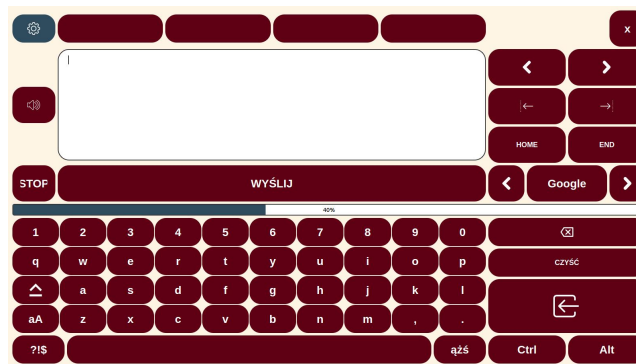 x
HOME END
STOP WYŚLIJ Google
40%
1 2 3 4 5 6 7 8 9 0
q w e r t y u i o p CZYŚĆ
a s d f g h j k l
aA z x c v b n m , .
?!$ ąźś Ctrl Alt